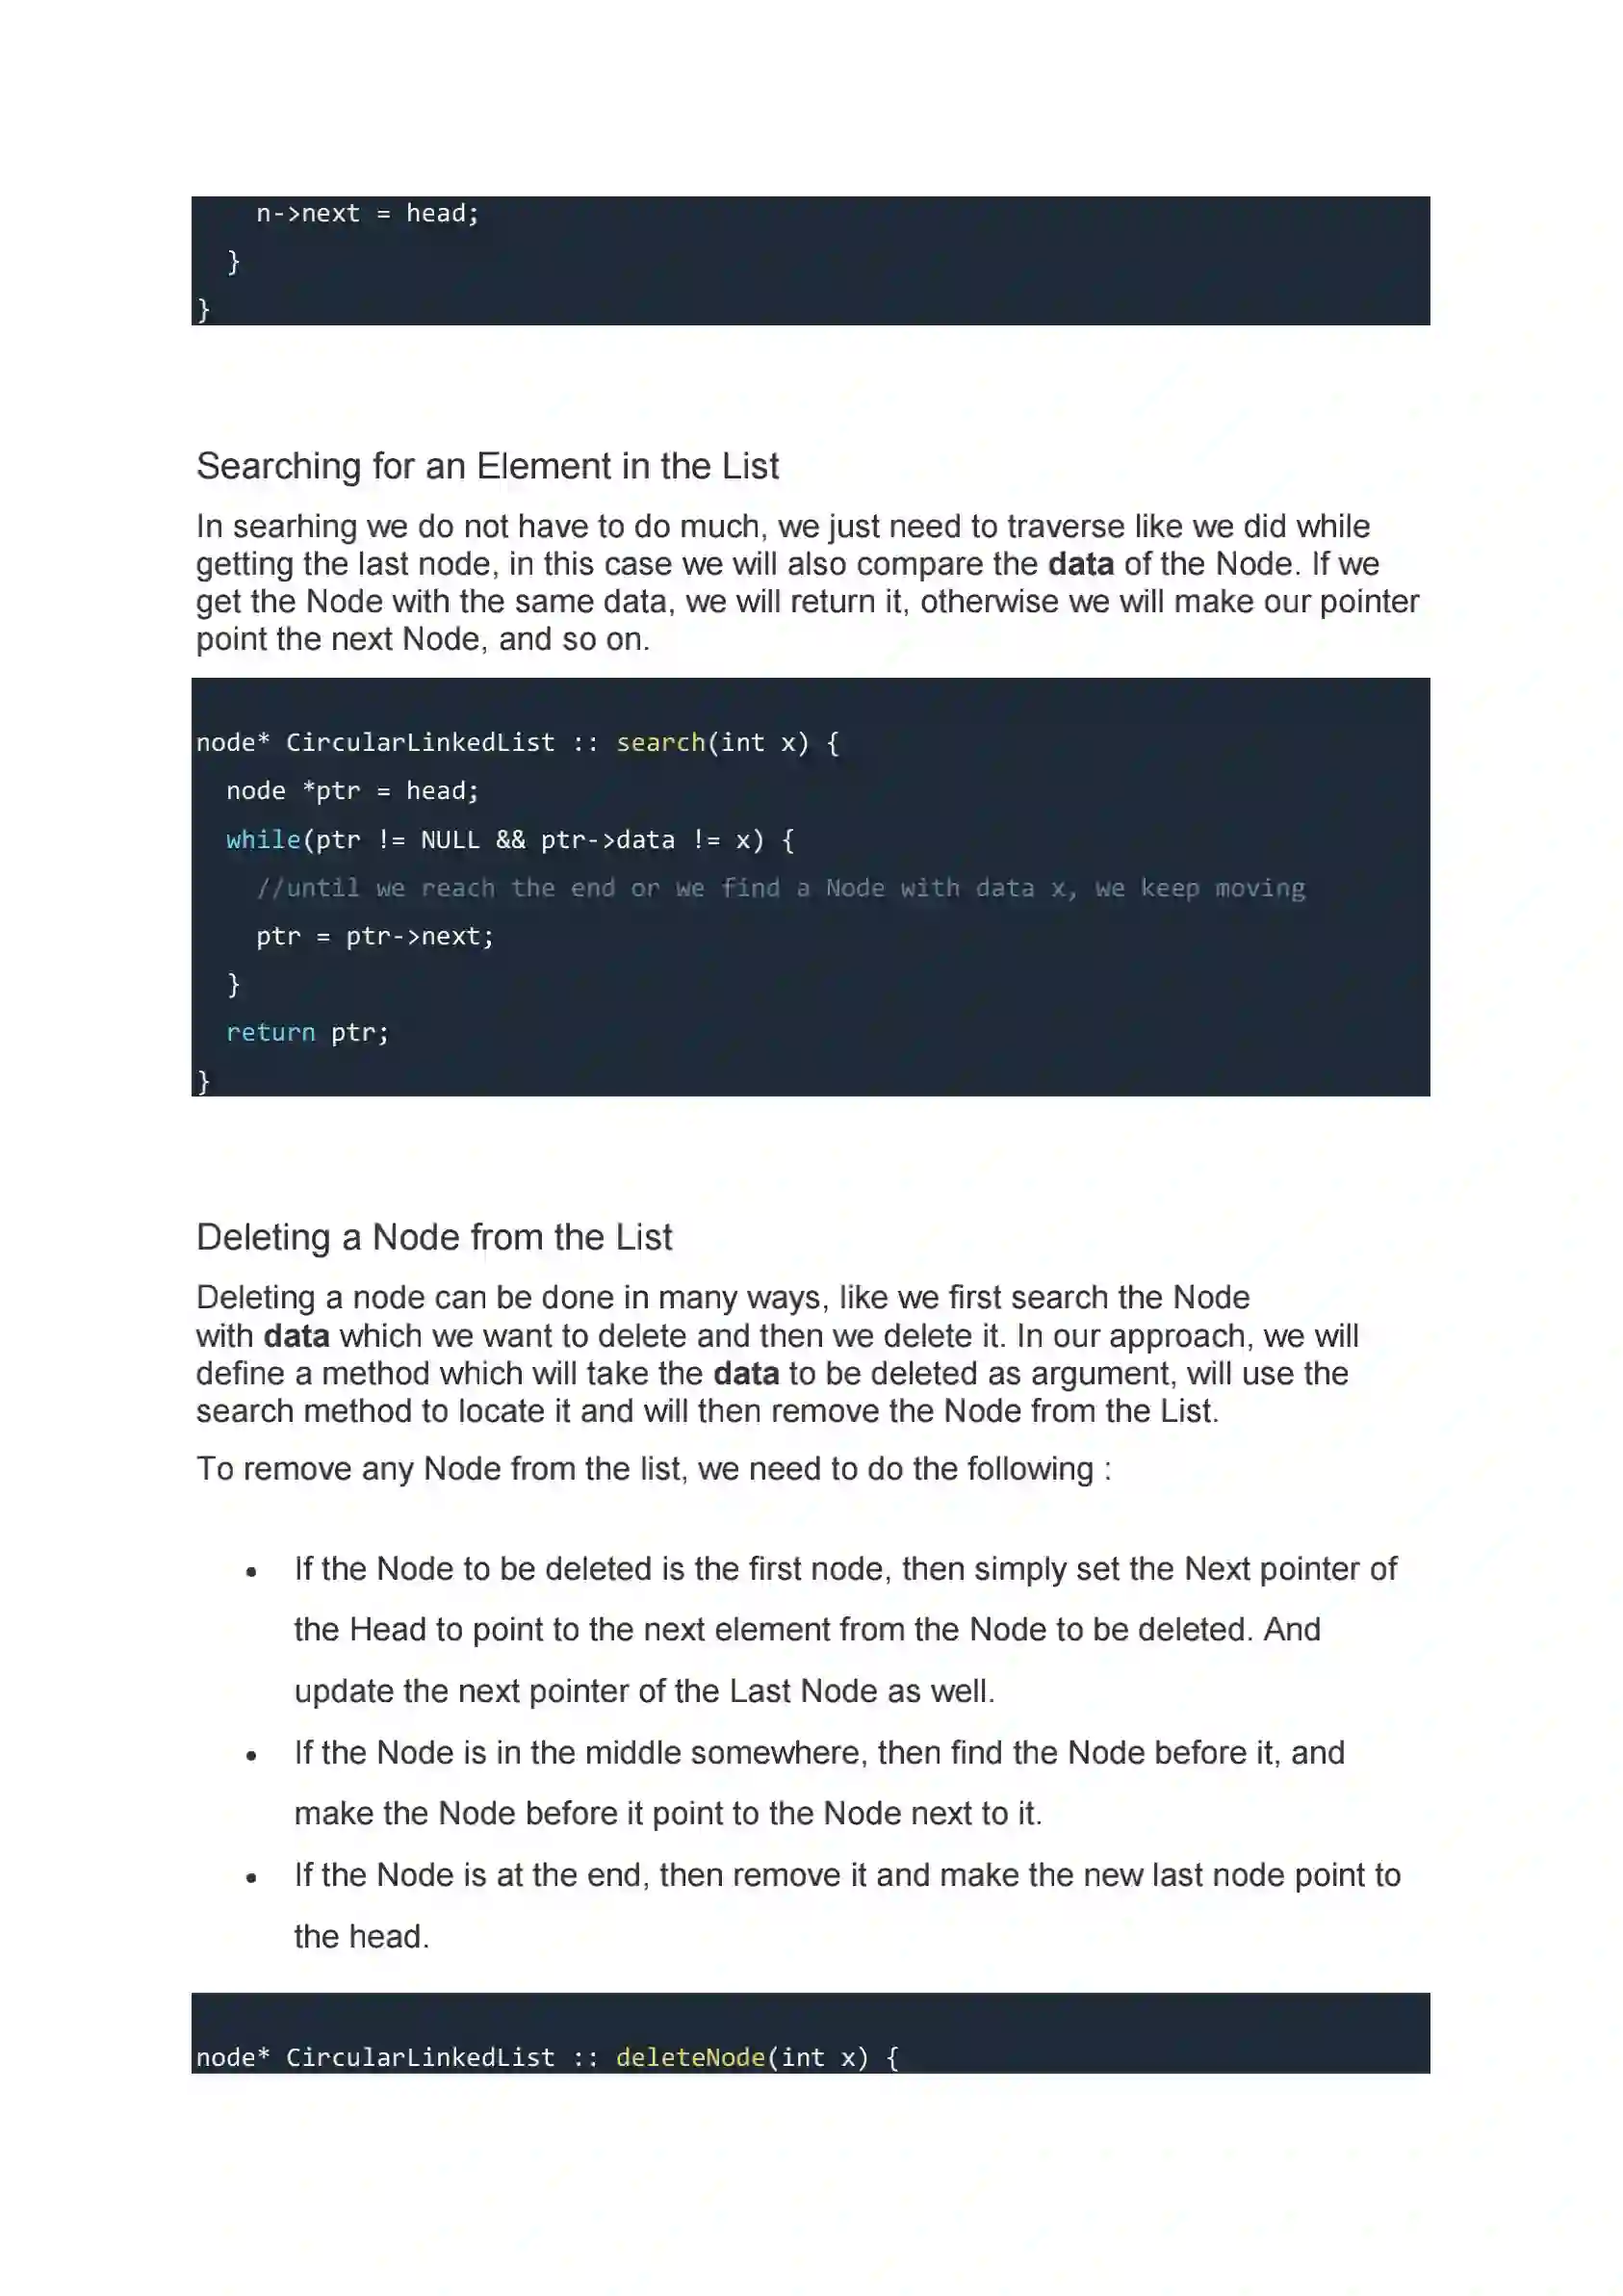 n->next = head;
}
}
Searching for an Element in the List
In searhing we do not have to do much, we just need to traverse like we did while
getting the last node, in this case we will also compare the data of the Node. If we
get the Node with the same data, we will return it, otherwise we will make our pointer
point the next Node, and so on.
node* CircularLinkedList :: search(int x) {
node *ptr = head;
while(ptr != NULL && ptr->data != x) {
//until we reach the end or we find a Node with data x, we keep moving
ptr = ptr->next;
}
return ptr;
}
Deleting a Node from the List
Deleting a node can be done in many ways, like we first search the Node
with data which we want to delete and then we delete it. In our approach, we will
define a method which will take the data to be deleted as argument, will use the
search method to locate it and will then remove the Node from the List.
To remove any Node from the list, we need to do the following :
• If the Node to be deleted is the first node, then simply set the Next pointer of
the Head to point to the next element from the Node to be deleted. And
update the next pointer of the Last Node as well.
• If the Node is in the middle somewhere, then find the Node before it, and
make the Node before it point to the Node next to it.
• If the Node is at the end, then remove it and make the new last node point to
the head.
node* CircularLinkedList :: deleteNode(int x) {